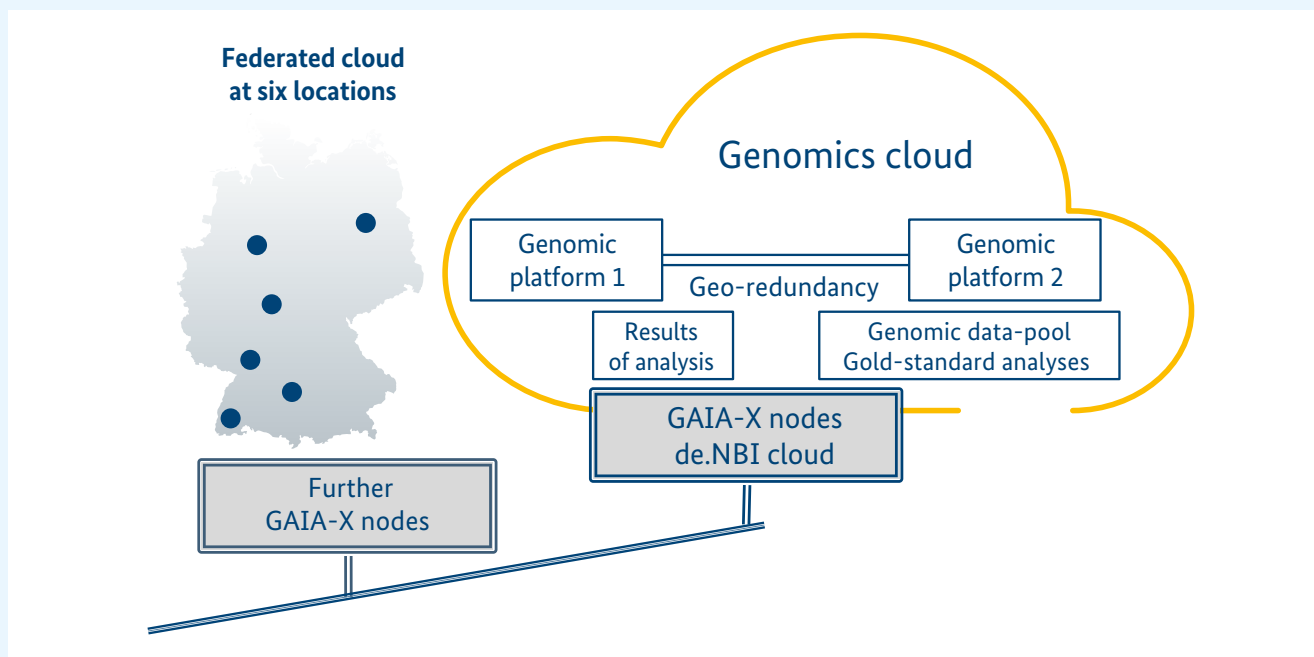 Federated cloud
at six locations
Genomics cloud
Genomic
platform 1
Geo-redundancy
Genomic
platform 2
Results
of analysis
Genomic data-pool
Gold-standard analyses
GAIA-X nodes
de.NBI cloud
Further
GAIA-X nodes